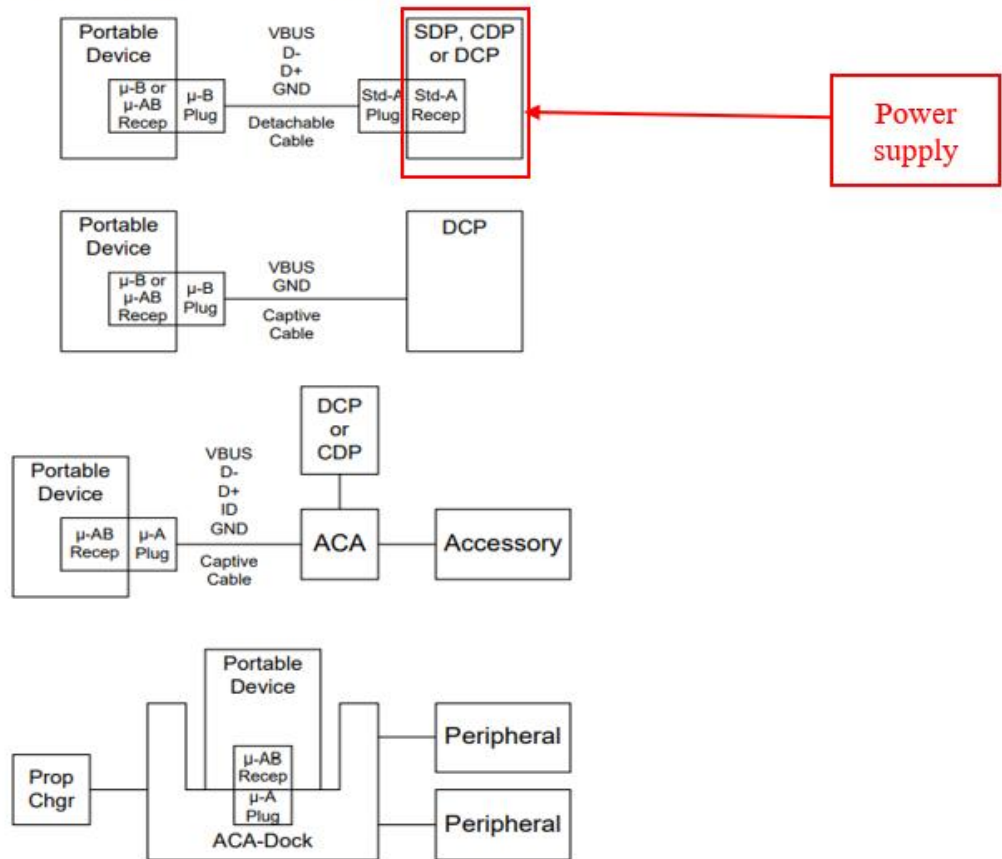 Portable
Device
μ-B or
μ-AB
Recep
μ-B
Plug
VBUS
D-
D+
GND
Detachable
Cable
Std-A
Plug
Std-A
Recep
SDP, CDP
or DCP
Power
supply
Portable
Device
μ-B or
μ-AB
Recep
μ-B
Plug
VBUS
GND
Captive
Cable
DCP
Portable
Device
μ-AB
Recep
μ-A
Plug
VBUS
D-
D+
ID
GND
Captive
Cable
DCP
or
CDP
ACA
Accessory
Prop
Chgr
Portable
Device
μ-AB
Recep
μ-A
Plug
ACA-Dock
Peripheral
Peripheral